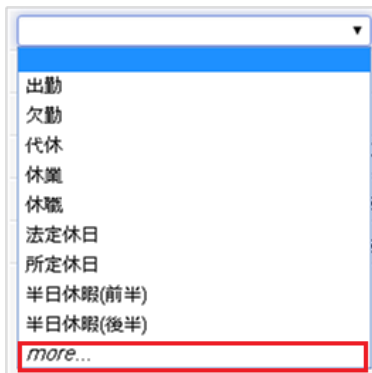 出勤
欠勤
代休
休業
休職
法定休日
所定休日
半日休暇(前半)
半日休暇(後半)
more...